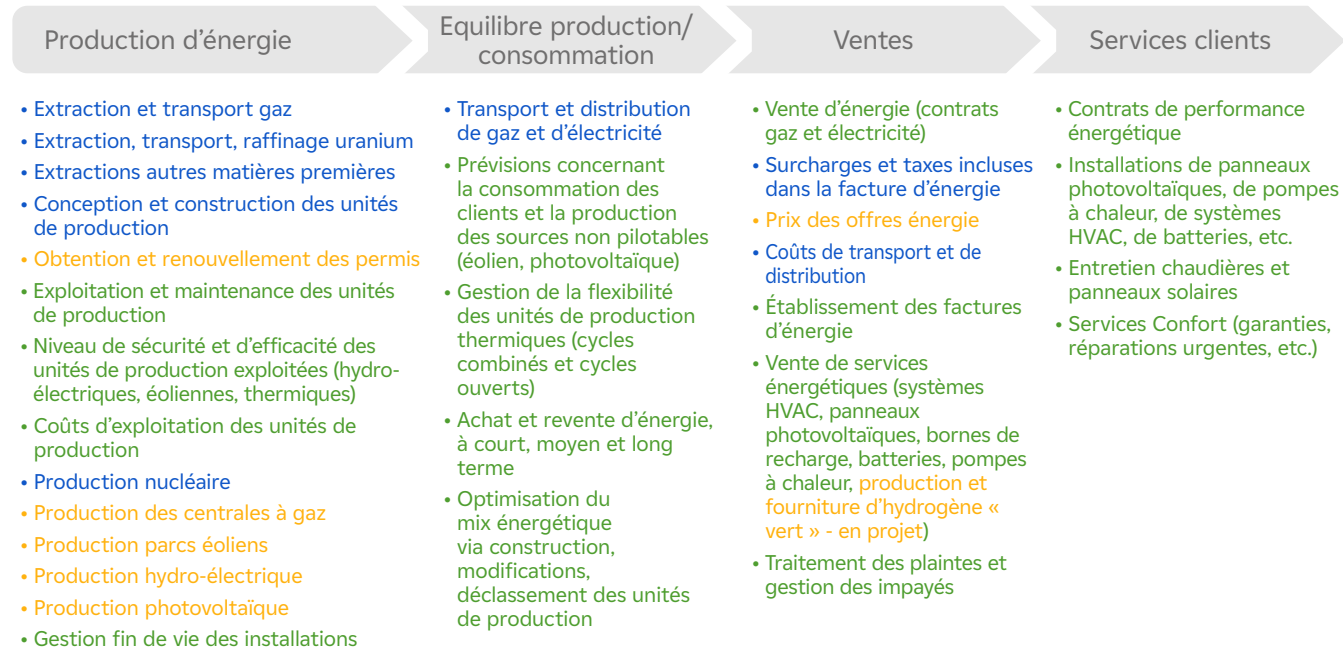 Production d'énergie
Equilibre production/
consommation
Ventes
Services clients
• Extraction et transport gaz
• Extraction, transport, raffinage uranium
• Extractions autres matières premières
• Conception et construction des unités
de production
• Obtention et renouvellement des permis
• Exploitation et maintenance des unités
de production
• Niveau de sécurité et d'efficacité des
unités de production exploitées (hydro-
électriques, éoliennes, thermiques)
• Coûts d'exploitation des unités de
production
• Production nucléaire
• Production des centrales à gaz
• Production parcs éoliens
• Production hydro-électrique
• Production photovoltaïque
• Gestion fin de vie des installations
• Transport et distribution
de gaz et d'électricité
• Prévisions concernant
la consommation des
clients et la production
des sources non pilotables
(éolien, photovoltaïque)
• Gestion de la flexibilité
des unités de production
thermiques (cycles
combinés et cycles
ouverts)
• Achat et revente d'énergie,
à court, moyen et long
terme
• Optimisation du
mix énergétique
via construction,
modifications,
déclassement des unités
de production
• Vente d'énergie (contrats
gaz et électricité)
• Surcharges et taxes incluses
dans la facture d'énergie
• Prix des offres énergie
• Coûts de transport et de
distribution
• Établissement des factures
d'énergie
• Vente de services
énergétiques (systèmes
HVAC, panneaux
photovoltaïques, bornes de
recharge, batteries, pompes
à chaleur, production et
fourniture d'hydrogène «
vert » - en projet)
• Traitement des plaintes et
gestion des impayés
• Contrats de performance
énergétique
• Installations de panneaux
photovoltaïques, de pompes
à chaleur, de systèmes
HVAC, de batteries, etc.
• Entretien chaudières et
panneaux solaires
• Services Confort (garanties,
réparations urgentes, etc.)